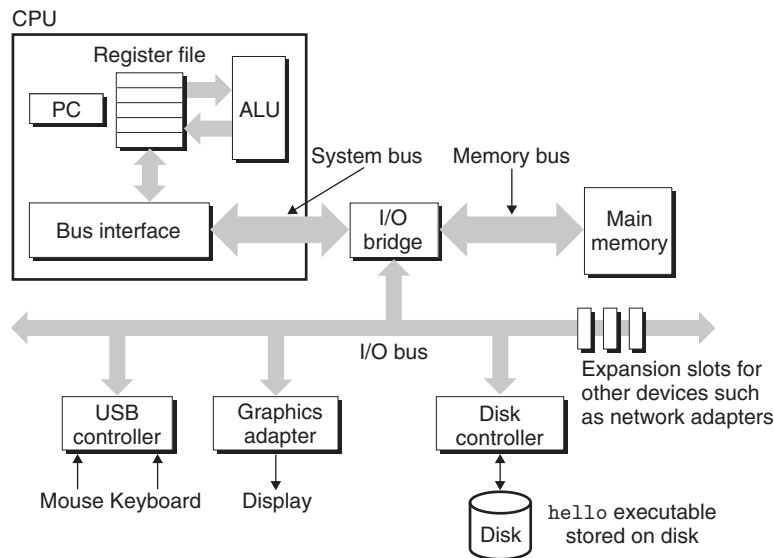 CPU
Register file
PC
ALU
System bus
Memory bus
Bus interface
I/O
bridge
Main
memory
I/O bus
Expansion slots for
other devices such
as network adapters
USB
controller
Graphics
adapter
Disk
controller
Mouse Keyboard
Display
Disk
hello executable
stored on disk